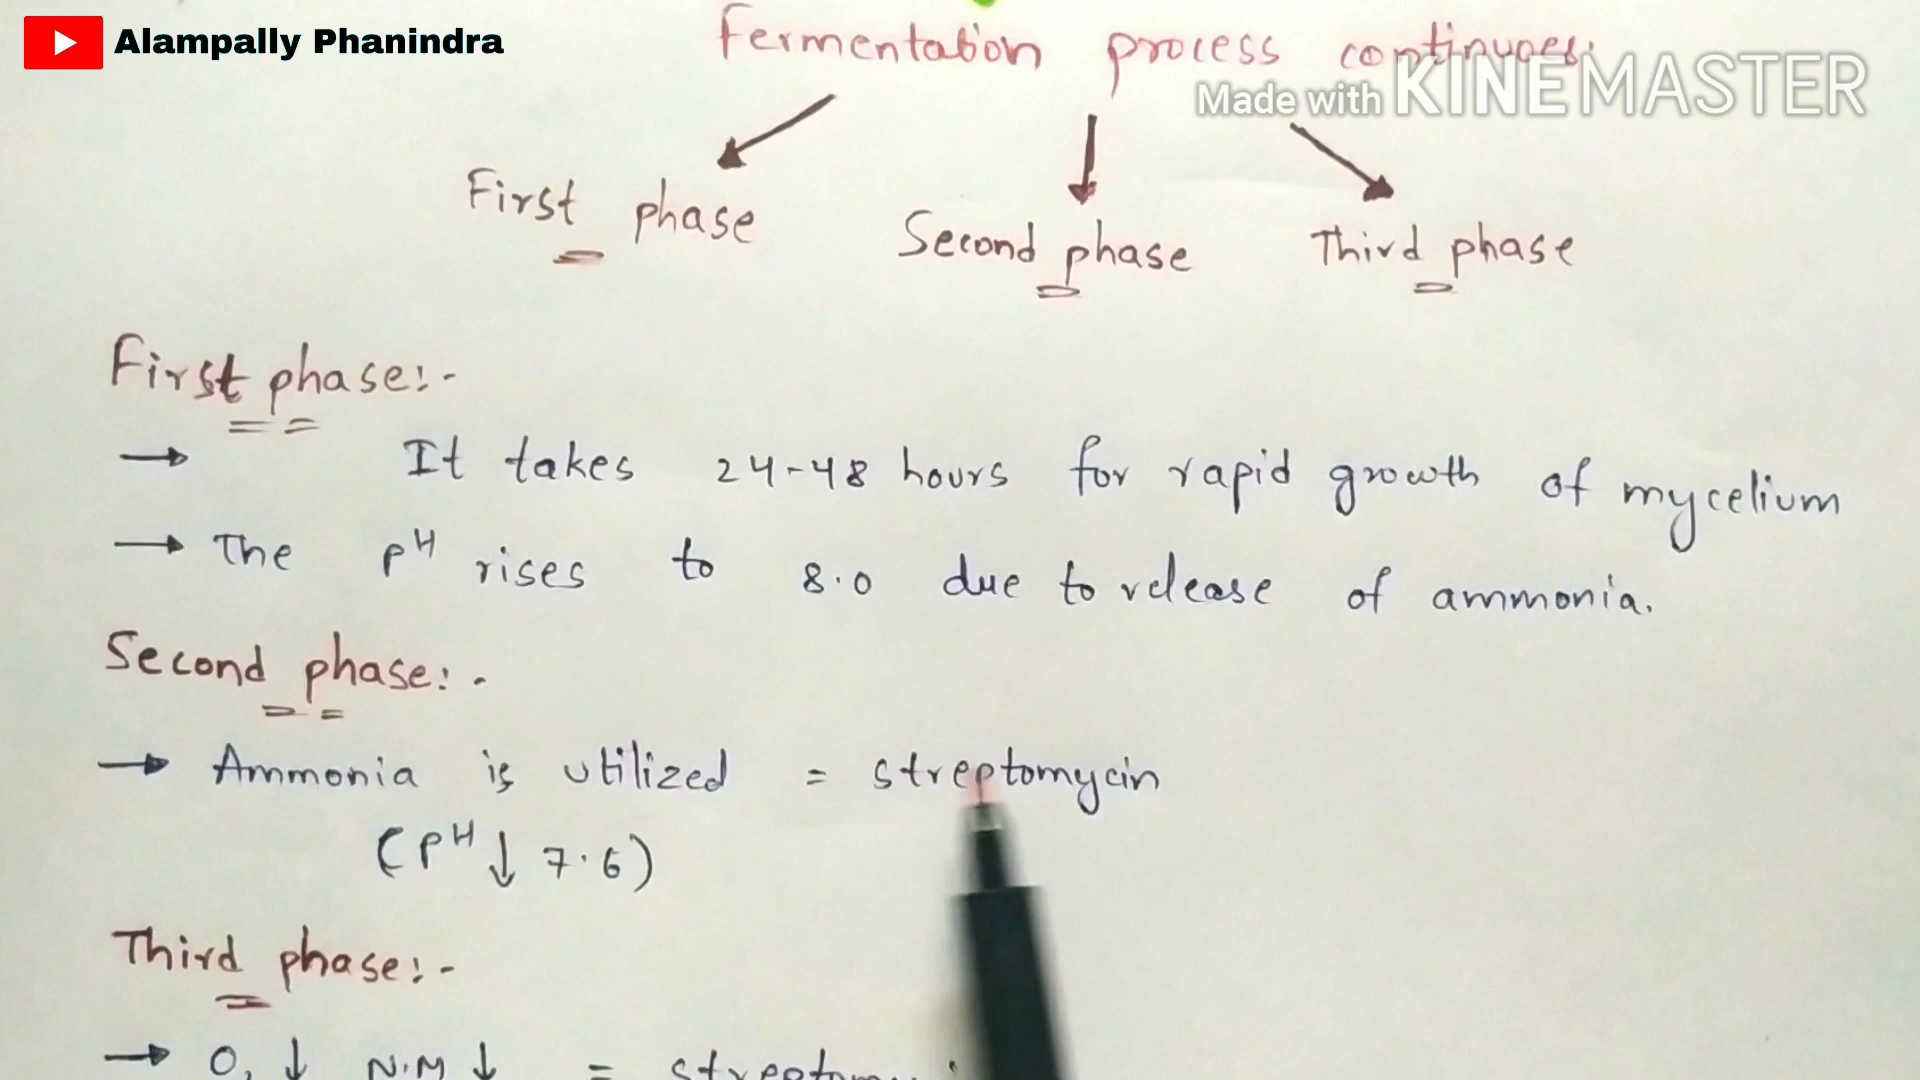 Alampally Phanindra
Fermentation process continues.
Made with KINEMASTER
First phase
Second phase
Third phase
First phase:-
→ It takes 24-48 hours for rapid growth of mycelium
→ The pH rises to 8.0 due to release of ammonia.
Second phase:-
→ Ammonia is utilized = streptomycin
(PH↓ 7.6)
Third phase:-
→ O₂ ↓ N.M ↓ =